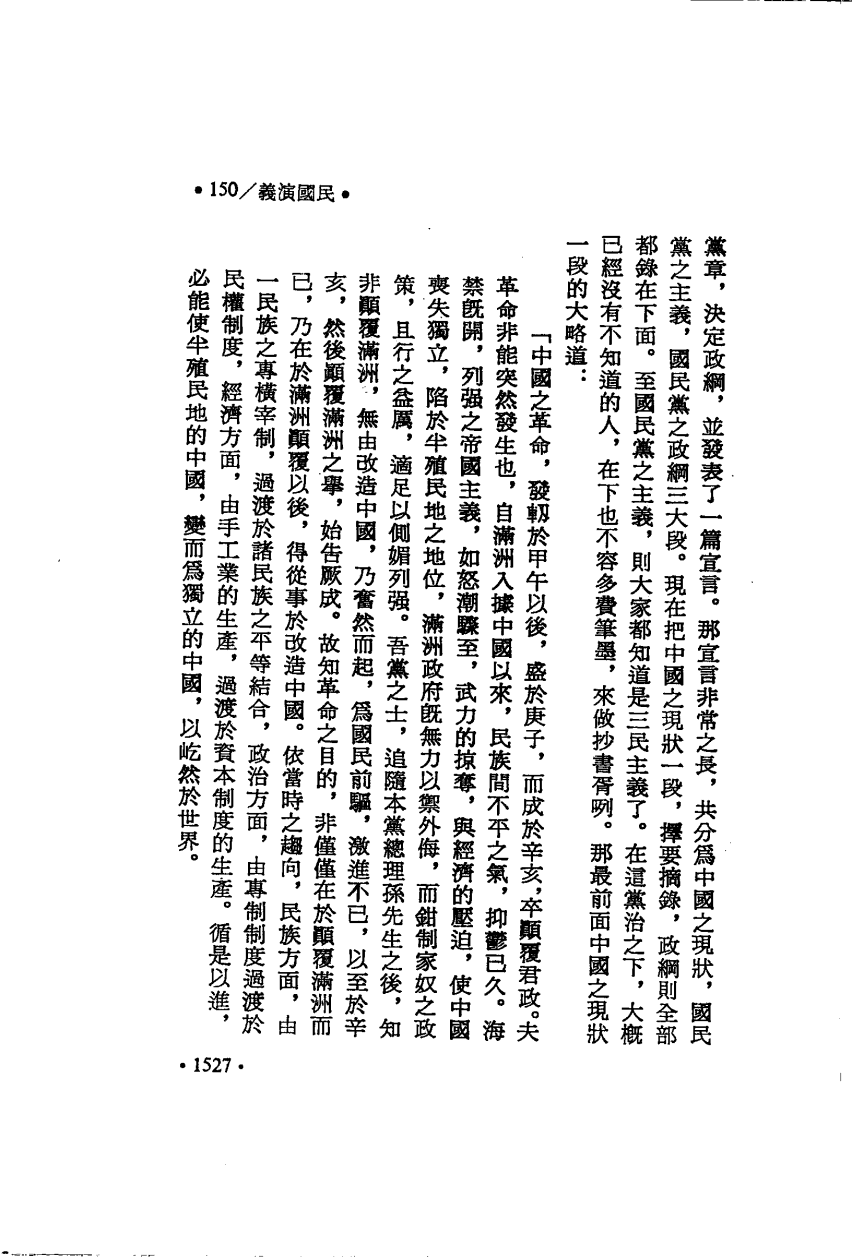 •150/義演國民•
黨章，決定政綱，並發表了一篇宣言。那宣言非常之長，共分爲中國之現狀，國民
黨之主義，國民黨之政綱三大段。現在把中國之現狀一段，擇要摘錄，政綱則全部
都錄在下面。至國民黨之主義，則大家都知道是三民主義了。在這黨治之下，大概
已經沒有不知道的人，在下也不容多費筆墨，來做抄書胥咧。那最前面中國之現狀
一段的大略道：
「中國之革命，發軔於甲午以後，盛於庚子，而成於辛亥，卒顚覆君政。夫
革命非能突然發生也，自滿洲入據中國以來，民族間不平之氣，抑鬱已久。海
禁既開，列强之帝國主義，如怒潮驟至，武力的掠奪，與經濟的壓迫，使中國
喪失獨立，陷於半殖民地之地位，滿洲政府既無力以禦外侮，而鉗制家奴之政
策，且行之益厲，適足以側媚列强。吾黨之士，追隨本黨總理孫先生之後，知
非顚覆滿洲，無由改造中國，乃奮然而起，爲國民前驅，激進不已，以至於辛
亥，然後顚覆滿洲之舉，始告厥成。故知革命之目的，非僅僅在於顚覆滿洲而
已，乃在於滿洲顚覆以後，得從事於改造中國。依當時之趨向，民族方面，由
一民族之專橫宰制，過渡於諸民族之平等結合，政治方面，由專制制度過渡於
民權制度，經濟方面，由手工業的生產，過渡於資本制度的生產。循是以進，
必能使半殖民地的中國，變而爲獨立的中國，以屹然於世界。
•1527•